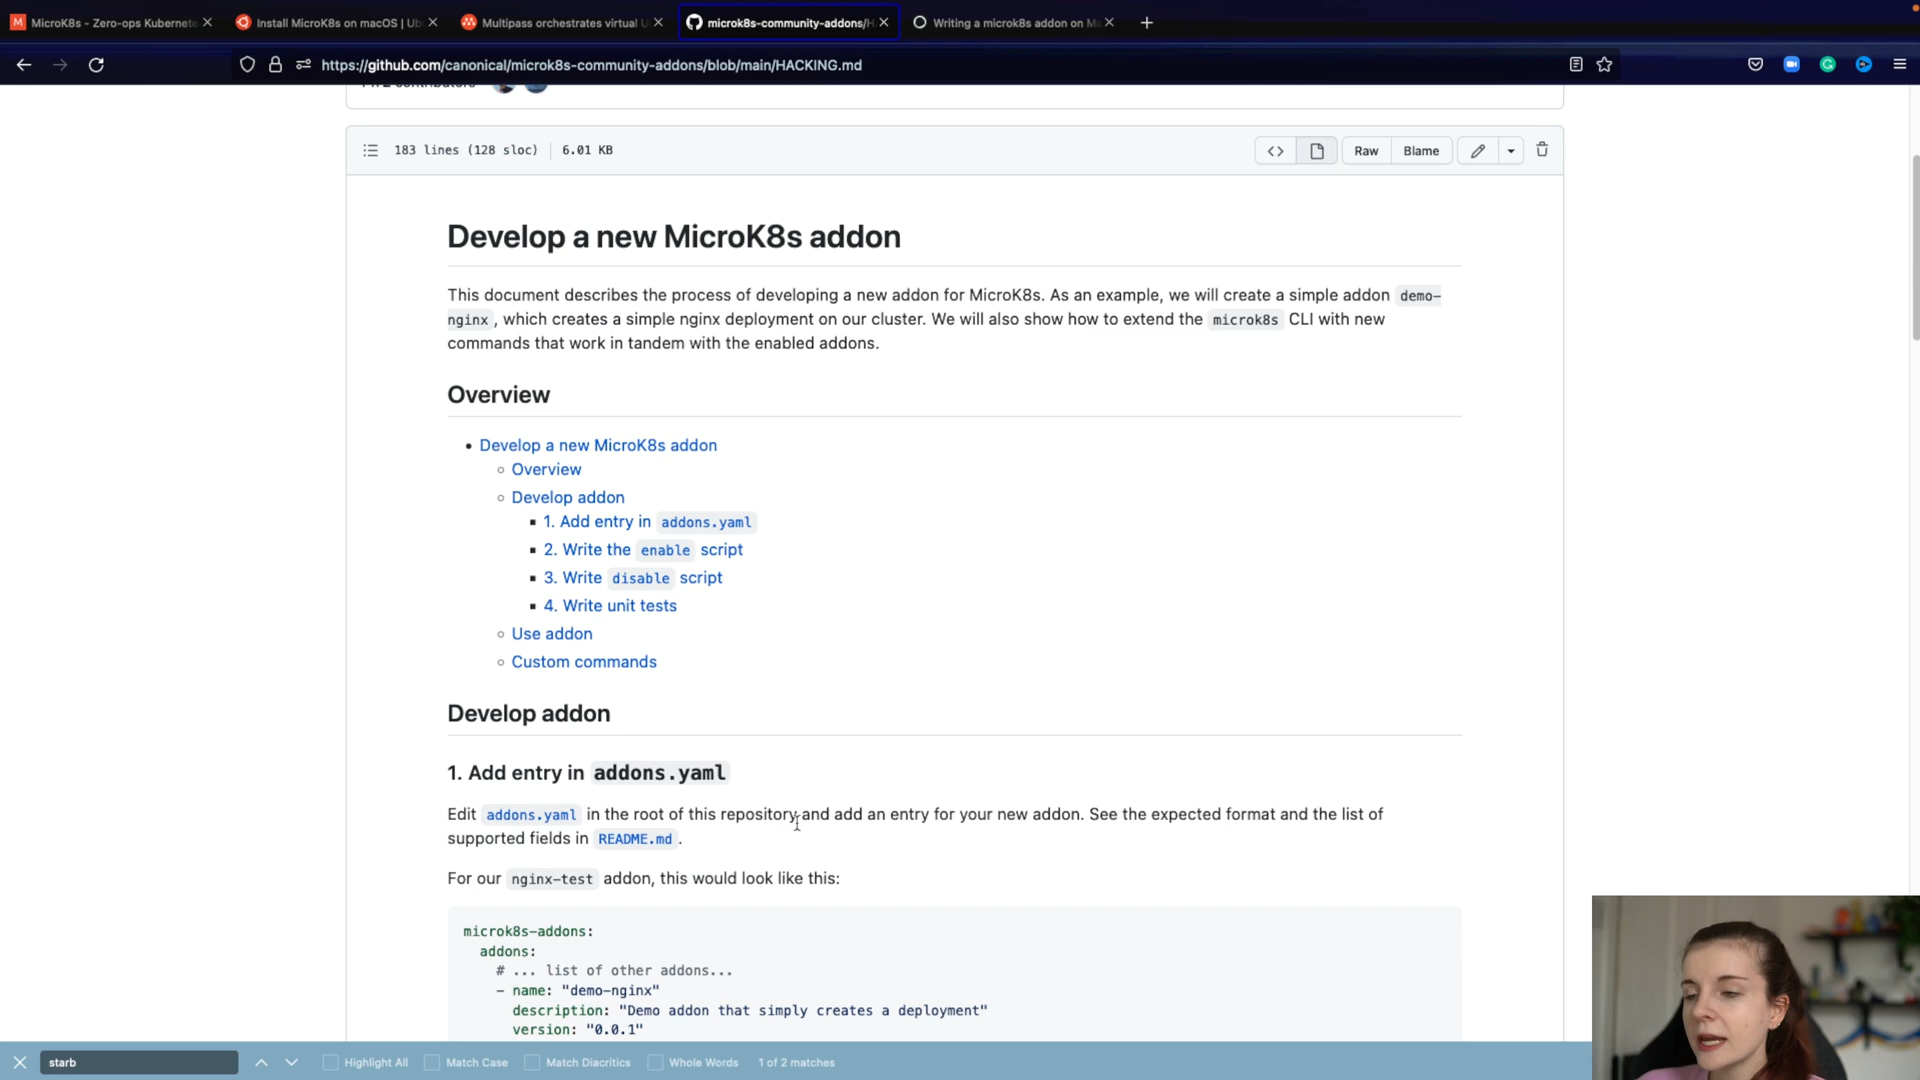 MicroK8s - Zero-ops Kubernete
Install MicroK8s on macOS | Ub
Multipass orchestrates virtual U
microk8s-community-addons/H
Writing a microk8s addon on Ma
https://github.com/canonical/microk8s-community-addons/blob/main/HACKING.md
183 lines (128 sloc) 6.01 KB
Raw Blame
Develop a new MicroK8s addon
This document describes the process of developing a new addon for MicroK8s. As an example, we will create a simple addon demo-
nginx , which creates a simple nginx deployment on our cluster. We will also show how to extend the microk8s CLI with new
commands that work in tandem with the enabled addons.
Overview
Develop a new MicroK8s addon
Overview
Develop addon
1. Add entry in addons.yaml
2. Write the enable script
3. Write disable script
4. Write unit tests
Use addon
Custom commands
Develop addon
1. Add entry in addons.yaml
Edit addons.yaml in the root of this repository and add an entry for your new addon. See the expected format and the list of
supported fields in README.md .
For our nginx-test addon, this would look like this:
microk8s-addons:
addons:
# ... list of other addons...
- name: "demo-nginx"
description: "Demo addon that simply creates a deployment"
version: "0.0.1"
starb
Highlight All
Match Case
Match Diacritics
Whole Words
1 of 2 matches